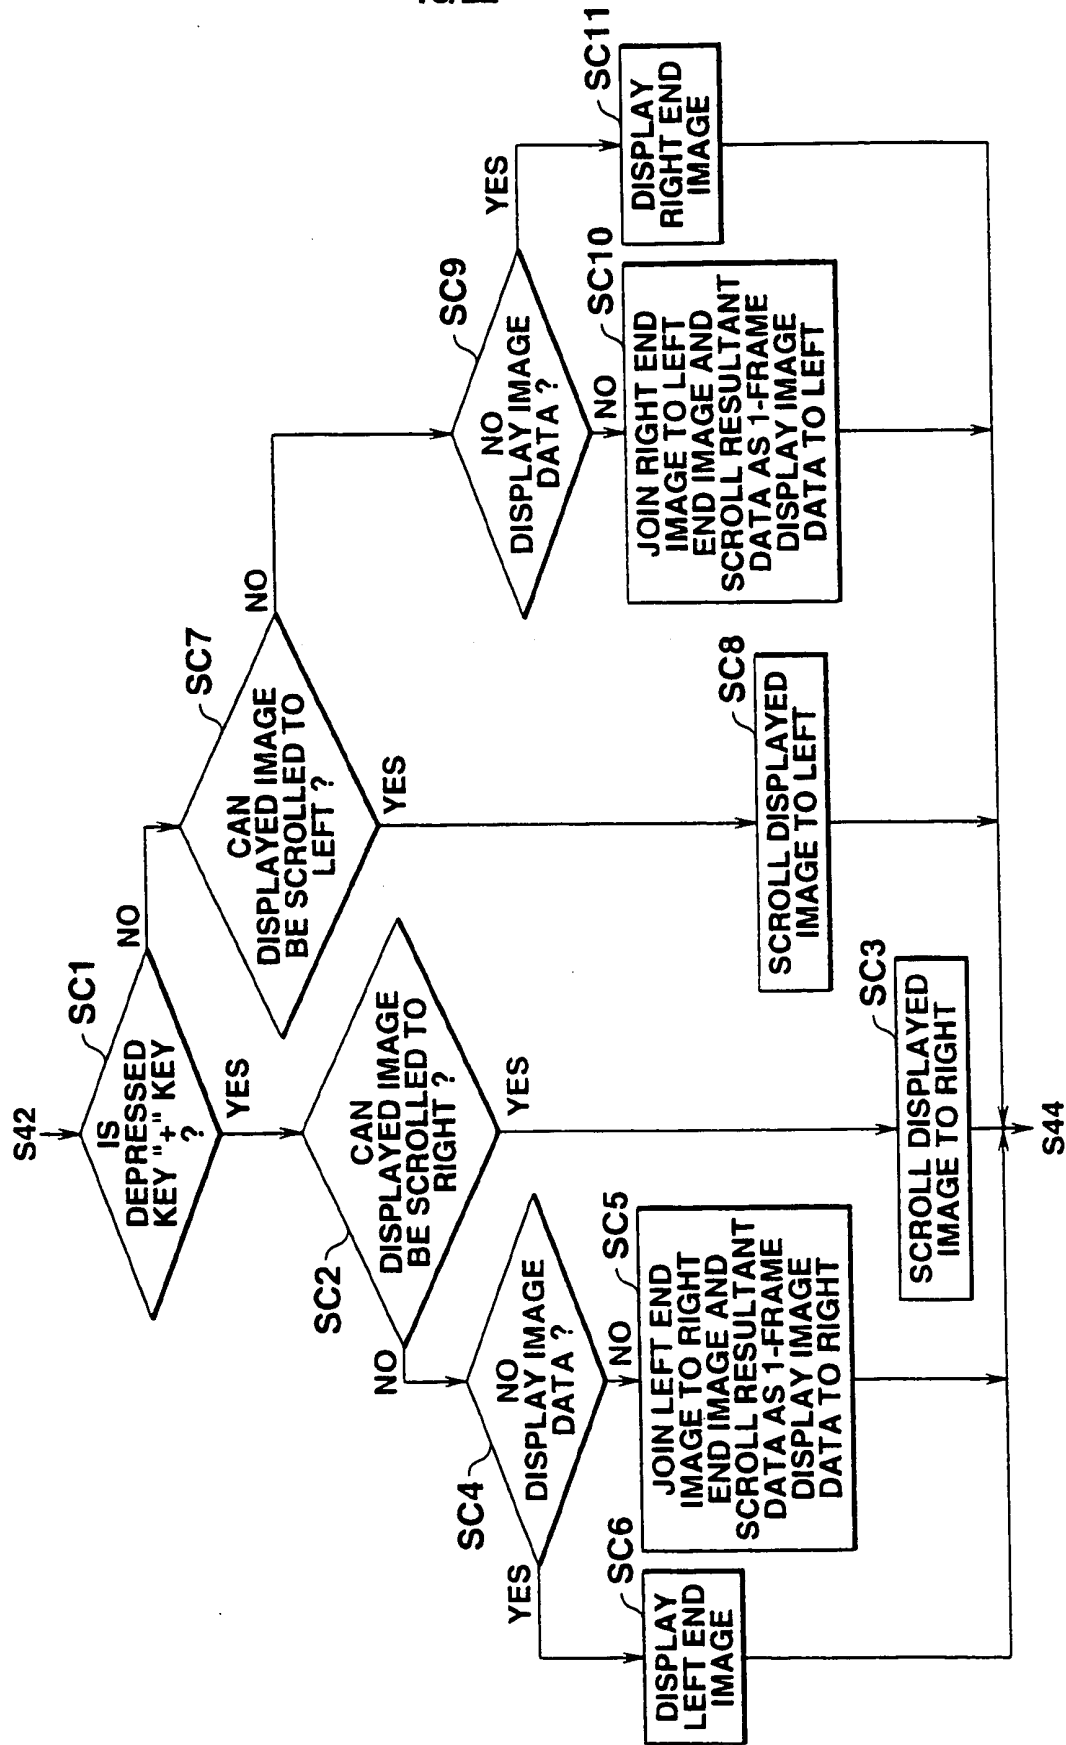 S42
SC1
IS
DEPRESSED
KEY "+" KEY
?
YES
NO
SC2
CAN
DISPLAYED IMAGE
BE SCROLLED TO
RIGHT ?
YES
NO
SC3
SCROLL DISPLAYED
IMAGE TO RIGHT
SC4
NO
DISPLAY IMAGE
DATA ?
YES
NO
SC5
JOIN LEFT END
IMAGE TO RIGHT
END IMAGE AND
SCROLL RESULTANT
DATA AS 1-FRAME
DISPLAY IMAGE
DATA TO RIGHT
SC6
DISPLAY
LEFT END
IMAGE
SC7
CAN
DISPLAYED IMAGE
BE SCROLLED TO
LEFT ?
NO
YES
SC8
SCROLL DISPLAYED
IMAGE TO LEFT
SC9
NO
DISPLAY IMAGE
DATA ?
YES
NO
SC10
JOIN RIGHT END
IMAGE TO LEFT
END IMAGE AND
SCROLL RESULTANT
DATA AS 1-FRAME
DISPLAY IMAGE
DATA TO LEFT
SC11
DISPLAY
RIGHT END
IMAGE
S44